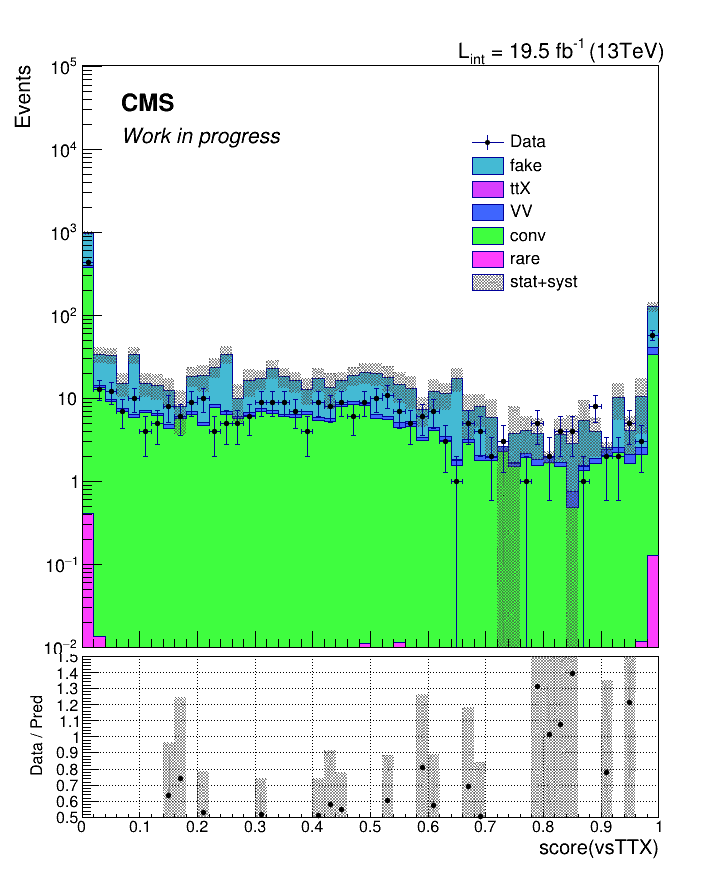 L_int = 19.5 fb^-1 (13TeV)
Events
CMS
Work in progress
Data
fake
ttX
VV
conv
rare
stat+syst
10^5
10^4
10^3
10^2
10
1
10^−1
10^−2
Data / Pred
1.5
1.4
1.3
1.2
1.1
1
0.9
0.8
0.7
0.6
0.5
0 0.1 0.2 0.3 0.4 0.5 0.6 0.7 0.8 0.9 1
score(vsTTX)